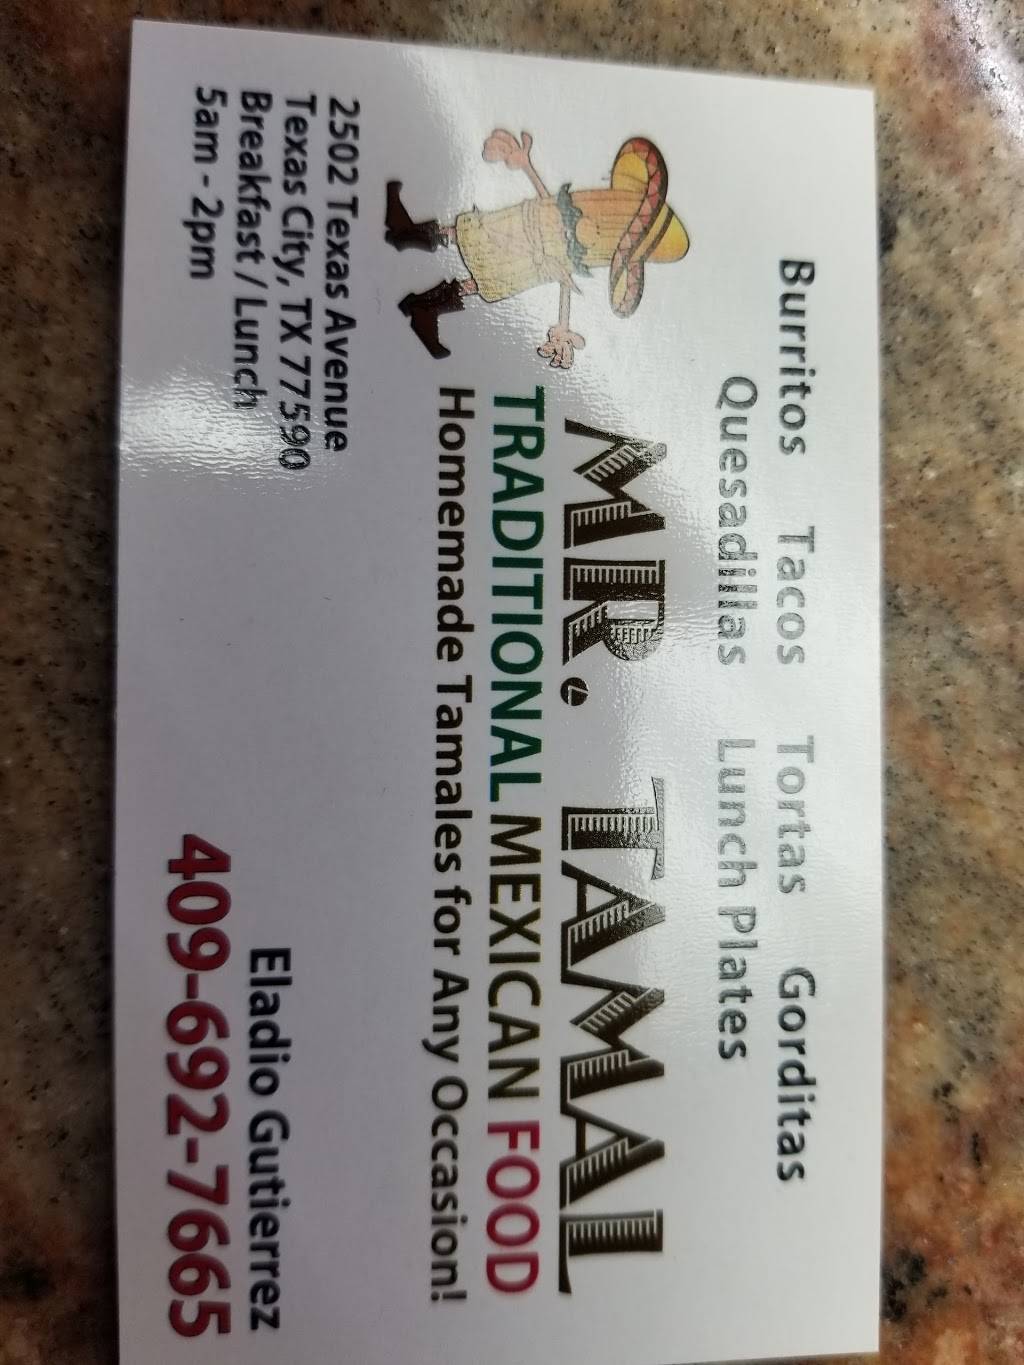 Burritos Tacos Tortas Gorditas
Quesadillas Lunch Plates
MR. TAMAL
TRADITIONAL MEXICAN FOOD
Homemade Tamales for Any Occasion!
2502 Texas Avenue
Texas City, TX 77590
Breakfast / Lunch
5am - 2pm
Eladio Gutierrez
409-692-7665